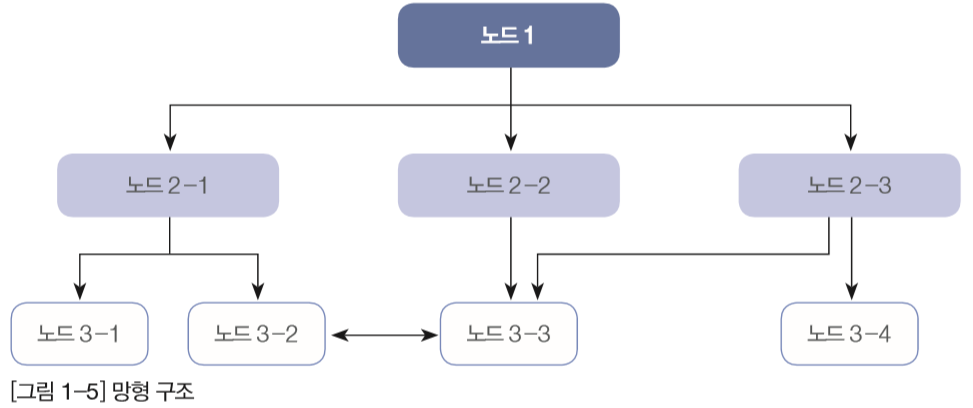 노드 1
노드 2-1
노드 2-2
노드 2-3
노드 3-1
노드 3-2
노드 3-3
노드 3-4
[그림 1-5] 망형 구조